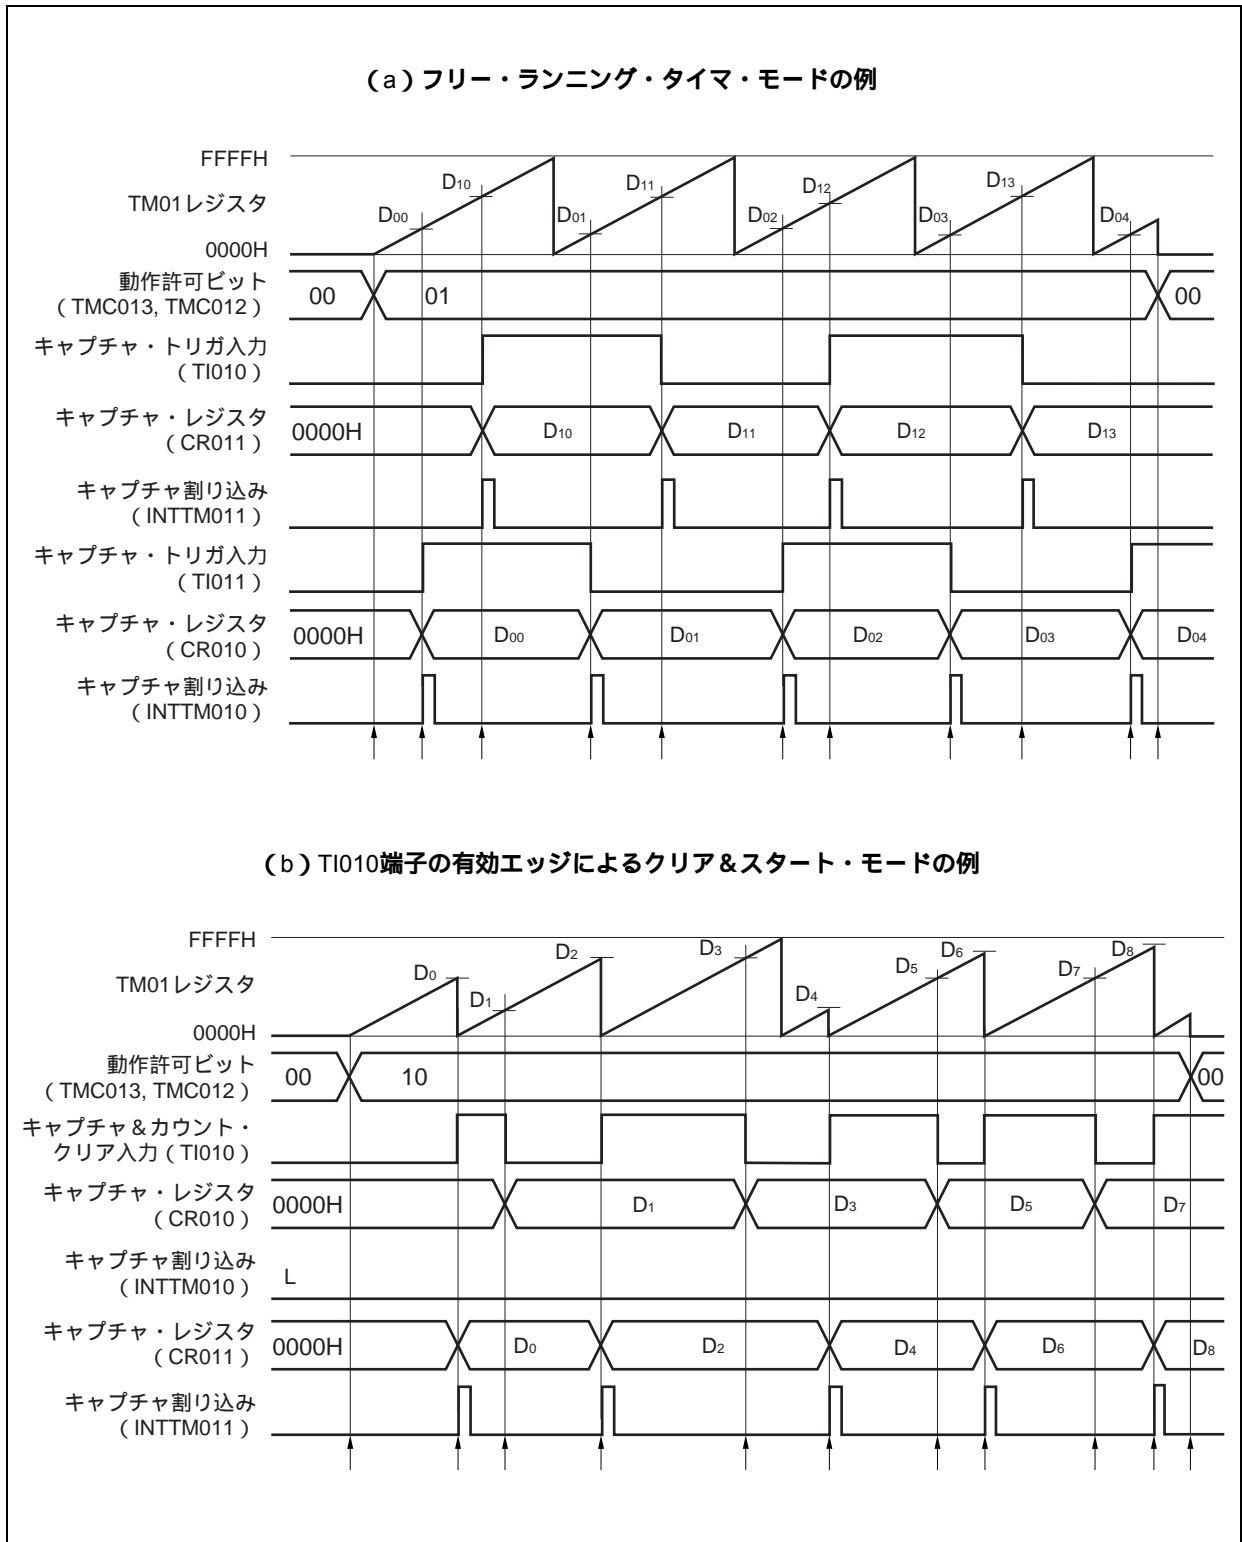 (a)フリー・ランニング・タイマ・モードの例
FFFFH
TM01レジスタ
0000H
D00
D10
D01
D11
D02
D12
D03
D13
D04
動作許可ビット
(TMC013, TMC012)
00
01
00
キャプチャ・トリガ入力
(TI010)
キャプチャ・レジスタ
(CR011)
0000H
D10
D11
D12
D13
キャプチャ割り込み
(INTTM011)
キャプチャ・トリガ入力
(TI011)
キャプチャ・レジスタ
(CR010)
0000H
D00
D01
D02
D03
D04
キャプチャ割り込み
(INTTM010)
(b)TI010端子の有効エッジによるクリア&スタート・モードの例
FFFFH
TM01レジスタ
0000H
D0
D1
D2
D3
D4
D5
D6
D7
D8
動作許可ビット
(TMC013, TMC012)
00
10
00
キャプチャ&カウント・
クリア入力(TI010)
キャプチャ・レジスタ
(CR010)
0000H
D1
D3
D5
D7
キャプチャ割り込み
(INTTM010)
L
キャプチャ・レジスタ
(CR011)
0000H
D0
D2
D4
D6
D8
キャプチャ割り込み
(INTTM011)